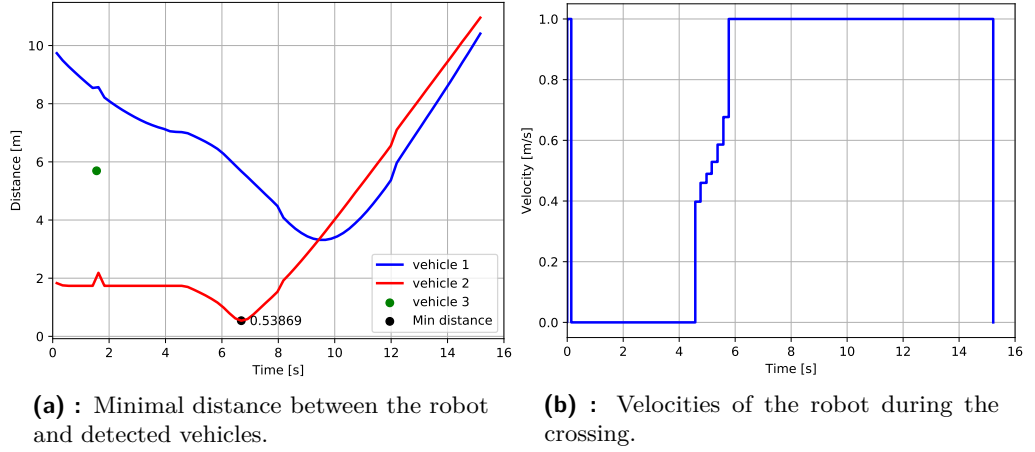 10
8
6
4
2
0
Distance [m]
0.53869
vehicle 1
vehicle 2
vehicle 3
Min distance
0 2 4 6 8 10 12 14 16
Time [s]
1.0
0.8
0.6
0.4
0.2
0.0
Velocity [m/s]
0 2 4 6 8 10 12 14 16
Time [s]
(a) : Minimal distance between the robot
and detected vehicles.
(b) : Velocities of the robot during the
crossing.